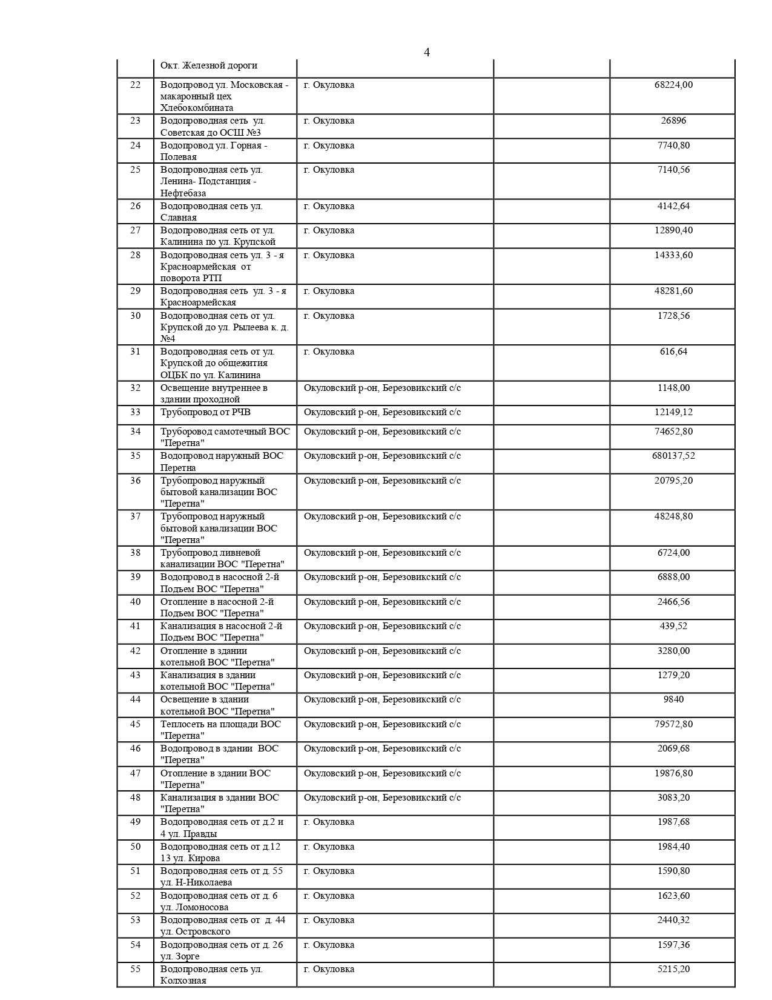 4
Окт. Железной дороги
22 Водопровод ул. Московская - г. Окуловка 68224,00
макаронный цех
Хлебокомбината
23 Водопроводная сеть ул. г. Окуловка 26896
Советская до ОСШ №3
24 Водопровод ул. Горная - г. Окуловка 7740,80
Полевая
25 Водопроводная сеть ул. г. Окуловка 7140,56
Ленина- Подстанция -
Нефтебаза
26 Водопроводная сеть ул. г. Окуловка 4142,64
Славная
27 Водопроводная сеть от ул. г. Окуловка 12890,40
Калинина по ул. Крупской
28 Водопроводная сеть ул. 3 - я г. Окуловка 14333,60
Красноармейская от
поворота РТП
29 Водопроводная сеть ул. 3 - я г. Окуловка 48281,60
Красноармейская
30 Водопроводная сеть от ул. г. Окуловка 1728,56
Крупской до ул. Рылеева к. д.
№4
31 Водопроводная сеть от ул. г. Окуловка 616,64
Крупской до общежития
ОЦБК по ул. Калинина
32 Освещение внутреннее в Окуловский р-он, Березовикский с/с 1148,00
здании проходной
33 Трубопровод от РЧВ Окуловский р-он, Березовикский с/с 12149,12
34 Труборовод самотечный ВОС Окуловский р-он, Березовикский с/с 74652,80
"Перетна"
35 Водопровод наружный ВОС Окуловский р-он, Березовикский с/с 680137,52
Перетна
36 Трубопровод наружный Окуловский р-он, Березовикский с/с 20795,20
бытовой канализации ВОС
"Перетна"
37 Трубопровод наружный Окуловский р-он, Березовикский с/с 48248,80
бытовой канализации ВОС
"Перетна"
38 Трубопровод ливневой Окуловский р-он, Березовикский с/с 6724,00
канализации ВОС "Перетна"
39 Водопровод в насосной 2-й Окуловский р-он, Березовикский с/с 6888,00
Подъем ВОС "Перетна"
40 Отопление в насосной 2-й Окуловский р-он, Березовикский с/с 2466,56
Подъем ВОС "Перетна"
41 Канализация в насосной 2-й Окуловский р-он, Березовикский с/с 439,52
Подъем ВОС "Перетна"
42 Отопление в здании Окуловский р-он, Березовикский с/с 3280,00
котельной ВОС "Перетна"
43 Канализация в здании Окуловский р-он, Березовикский с/с 1279,20
котельной ВОС "Перетна"
44 Освещение в здании Окуловский р-он, Березовикский с/с 9840
котельной ВОС "Перетна"
45 Теплосеть на площади ВОС Окуловский р-он, Березовикский с/с 79572,80
"Перетна"
46 Водопровод в здании ВОС Окуловский р-он, Березовикский с/с 2069,68
"Перетна"
47 Отопление в здании ВОС Окуловский р-он, Березовикский с/с 19876,80
"Перетна"
48 Канализация в здании ВОС Окуловский р-он, Березовикский с/с 3083,20
"Перетна"
49 Водопроводная сеть от д.2 и г. Окуловка 1987,68
4 ул. Правды
50 Водопроводная сеть от д.12 г. Окуловка 1984,40
13 ул. Кирова
51 Водопроводная сеть от д. 55 г. Окуловка 1590,80
ул. Н-Николаева
52 Водопроводная сеть от д. 6 г. Окуловка 1623,60
ул. Ломоносова
53 Водопроводная сеть от д. 44 г. Окуловка 2440,32
ул. Островского
54 Водопроводная сеть от д. 26 г. Окуловка 1597,36
ул. Зорге
55 Водопроводная сеть ул. г. Окуловка 5215,20
Колхозная